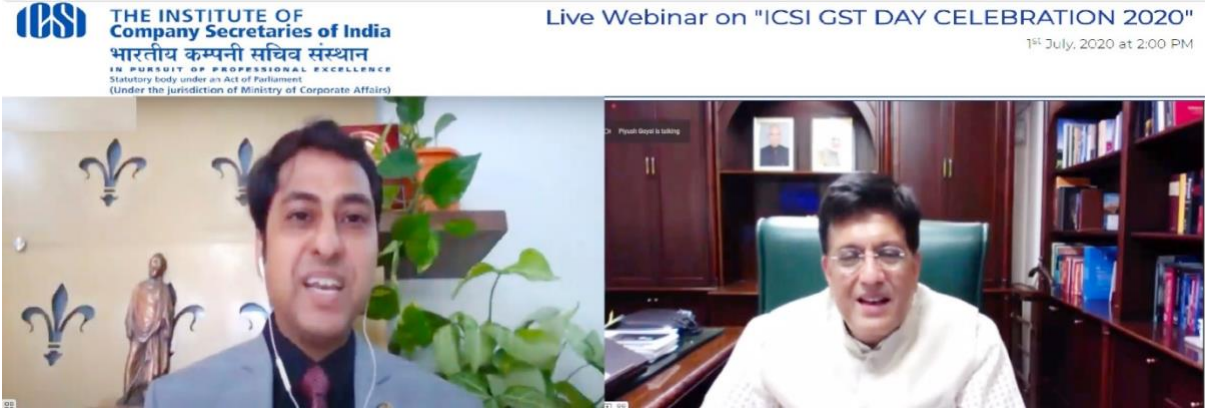 ICSI
THE INSTITUTE OF
Company Secretaries of India
भारतीय कम्पनी सचिव संस्थान
IN PURSUIT OF PROFESSIONAL EXCELLENCE
Statutory body under an Act of Parliament
(Under the jurisdiction of Ministry of Corporate Affairs)
Live Webinar on "ICSI GST DAY CELEBRATION 2020"
1st July, 2020 at 2:00 PM
Piyush Goyal is talking